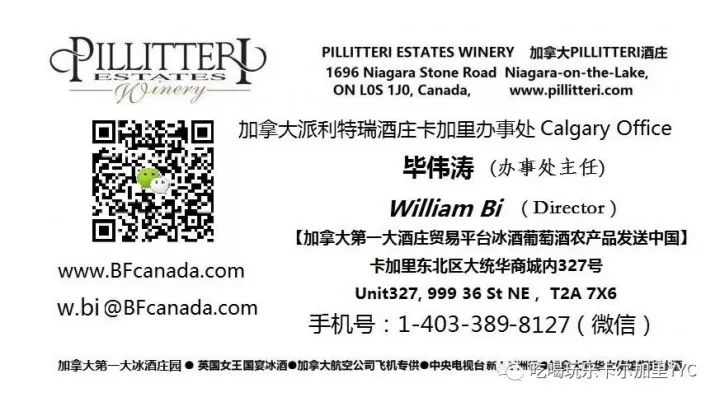 PILLITTERI
ESTATES
Winery
PILLITTERI ESTATES WINERY 加拿大PILLITTERI酒庄
1696 Niagara Stone Road Niagara-on-the-Lake,
ON L0S 1J0, Canada, www.pillitteri.com
加拿大派利特瑞酒庄卡加里办事处 Calgary Office
毕伟涛 (办事处主任)
William Bi ( Director )
【加拿大第一大酒庄贸易平台冰酒葡萄酒农产品发送中国】
卡加里东北区大统华商城内327号
Unit327, 999 36 St NE , T2A 7X6
手机号：1-403-389-8127 ( 微信 )
www.BFcanada.com
w.bi@BFcanada.com
加拿大第一大冰酒庄园 ● 英国女王国宴冰酒●加拿大航空公司飞机专供●中央电视台新
吃喝玩乐卡尔加里YYC